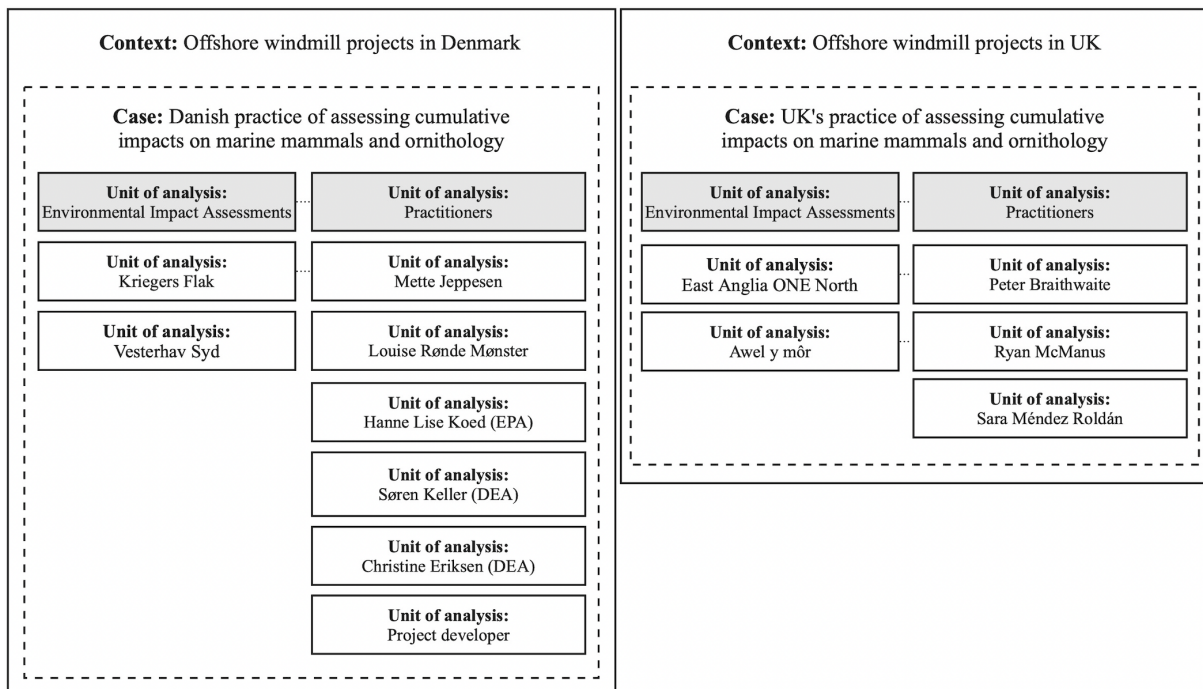 Context: Offshore windmill projects in Denmark
Case: Danish practice of assessing cumulative
impacts on marine mammals and ornithology
Unit of analysis:
Environmental Impact Assessments
Unit of analysis:
Practitioners
Unit of analysis:
Kriegers Flak
Unit of analysis:
Mette Jeppesen
Unit of analysis:
Vesterhav Syd
Unit of analysis:
Louise Rønde Mønster
Unit of analysis:
Hanne Lise Koed (EPA)
Unit of analysis:
Søren Keller (DEA)
Unit of analysis:
Christine Eriksen (DEA)
Unit of analysis:
Project developer
Context: Offshore windmill projects in UK
Case: UK's practice of assessing cumulative
impacts on marine mammals and ornithology
Unit of analysis:
Environmental Impact Assessments
Unit of analysis:
Practitioners
Unit of analysis:
East Anglia ONE North
Unit of analysis:
Peter Braithwaite
Unit of analysis:
Awel y môr
Unit of analysis:
Ryan McManus
Unit of analysis:
Sara Méndez Roldán